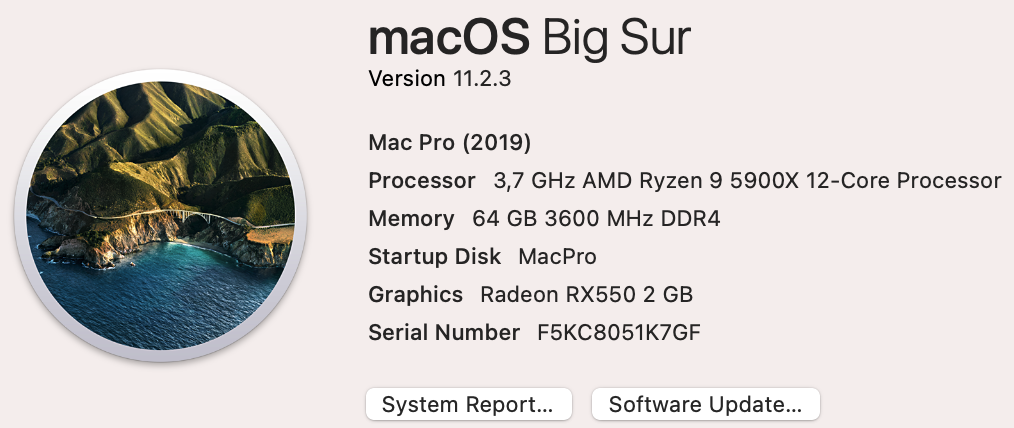 macOS Big Sur
Version 11.2.3
Mac Pro (2019)
Processor 3,7 GHz AMD Ryzen 9 5900X 12-Core Processor
Memory 64 GB 3600 MHz DDR4
Startup Disk MacPro
Graphics Radeon RX550 2 GB
Serial Number F5KC8051K7GF
System Report...
Software Update...